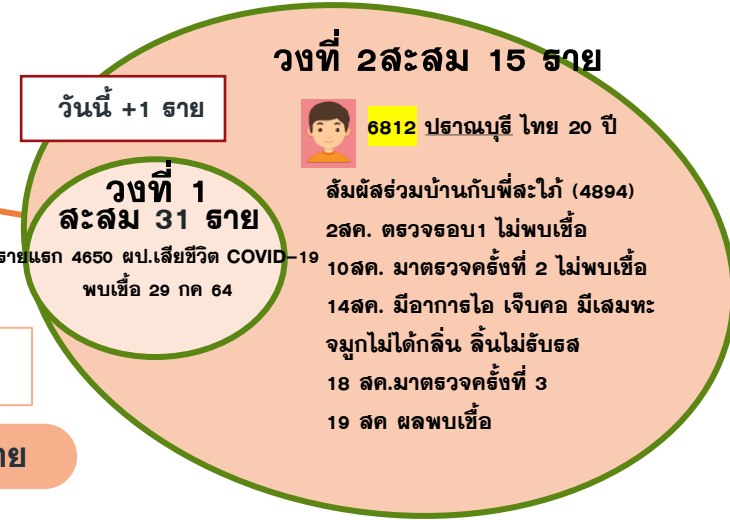 วงที่ 2สะสม 15 ราย
วันนี้ +1 ราย
6812 ปราณบุรี ไทย 20 ปี
วงที่ 1
สะสม 31 ราย
รายแรก 4650 ผป.เสียชีวิต COVID-19
พบเชื้อ 29 กค 64
สัมผัสร่วมบ้านกับพี่สะใภ้ (4894)
2สค. ตรวจรอบ1 ไม่พบเชื้อ
10สค. มาตรวจครั้งที่ 2 ไม่พบเชื้อ
14สค. มีอาการไอ เจ็บคอ มีเสมหะ
จมูกไม่ได้กลิ่น ลิ้นไม่รับรส
18 สค.มาตรวจครั้งที่ 3
19 สค ผลพบเชื้อ